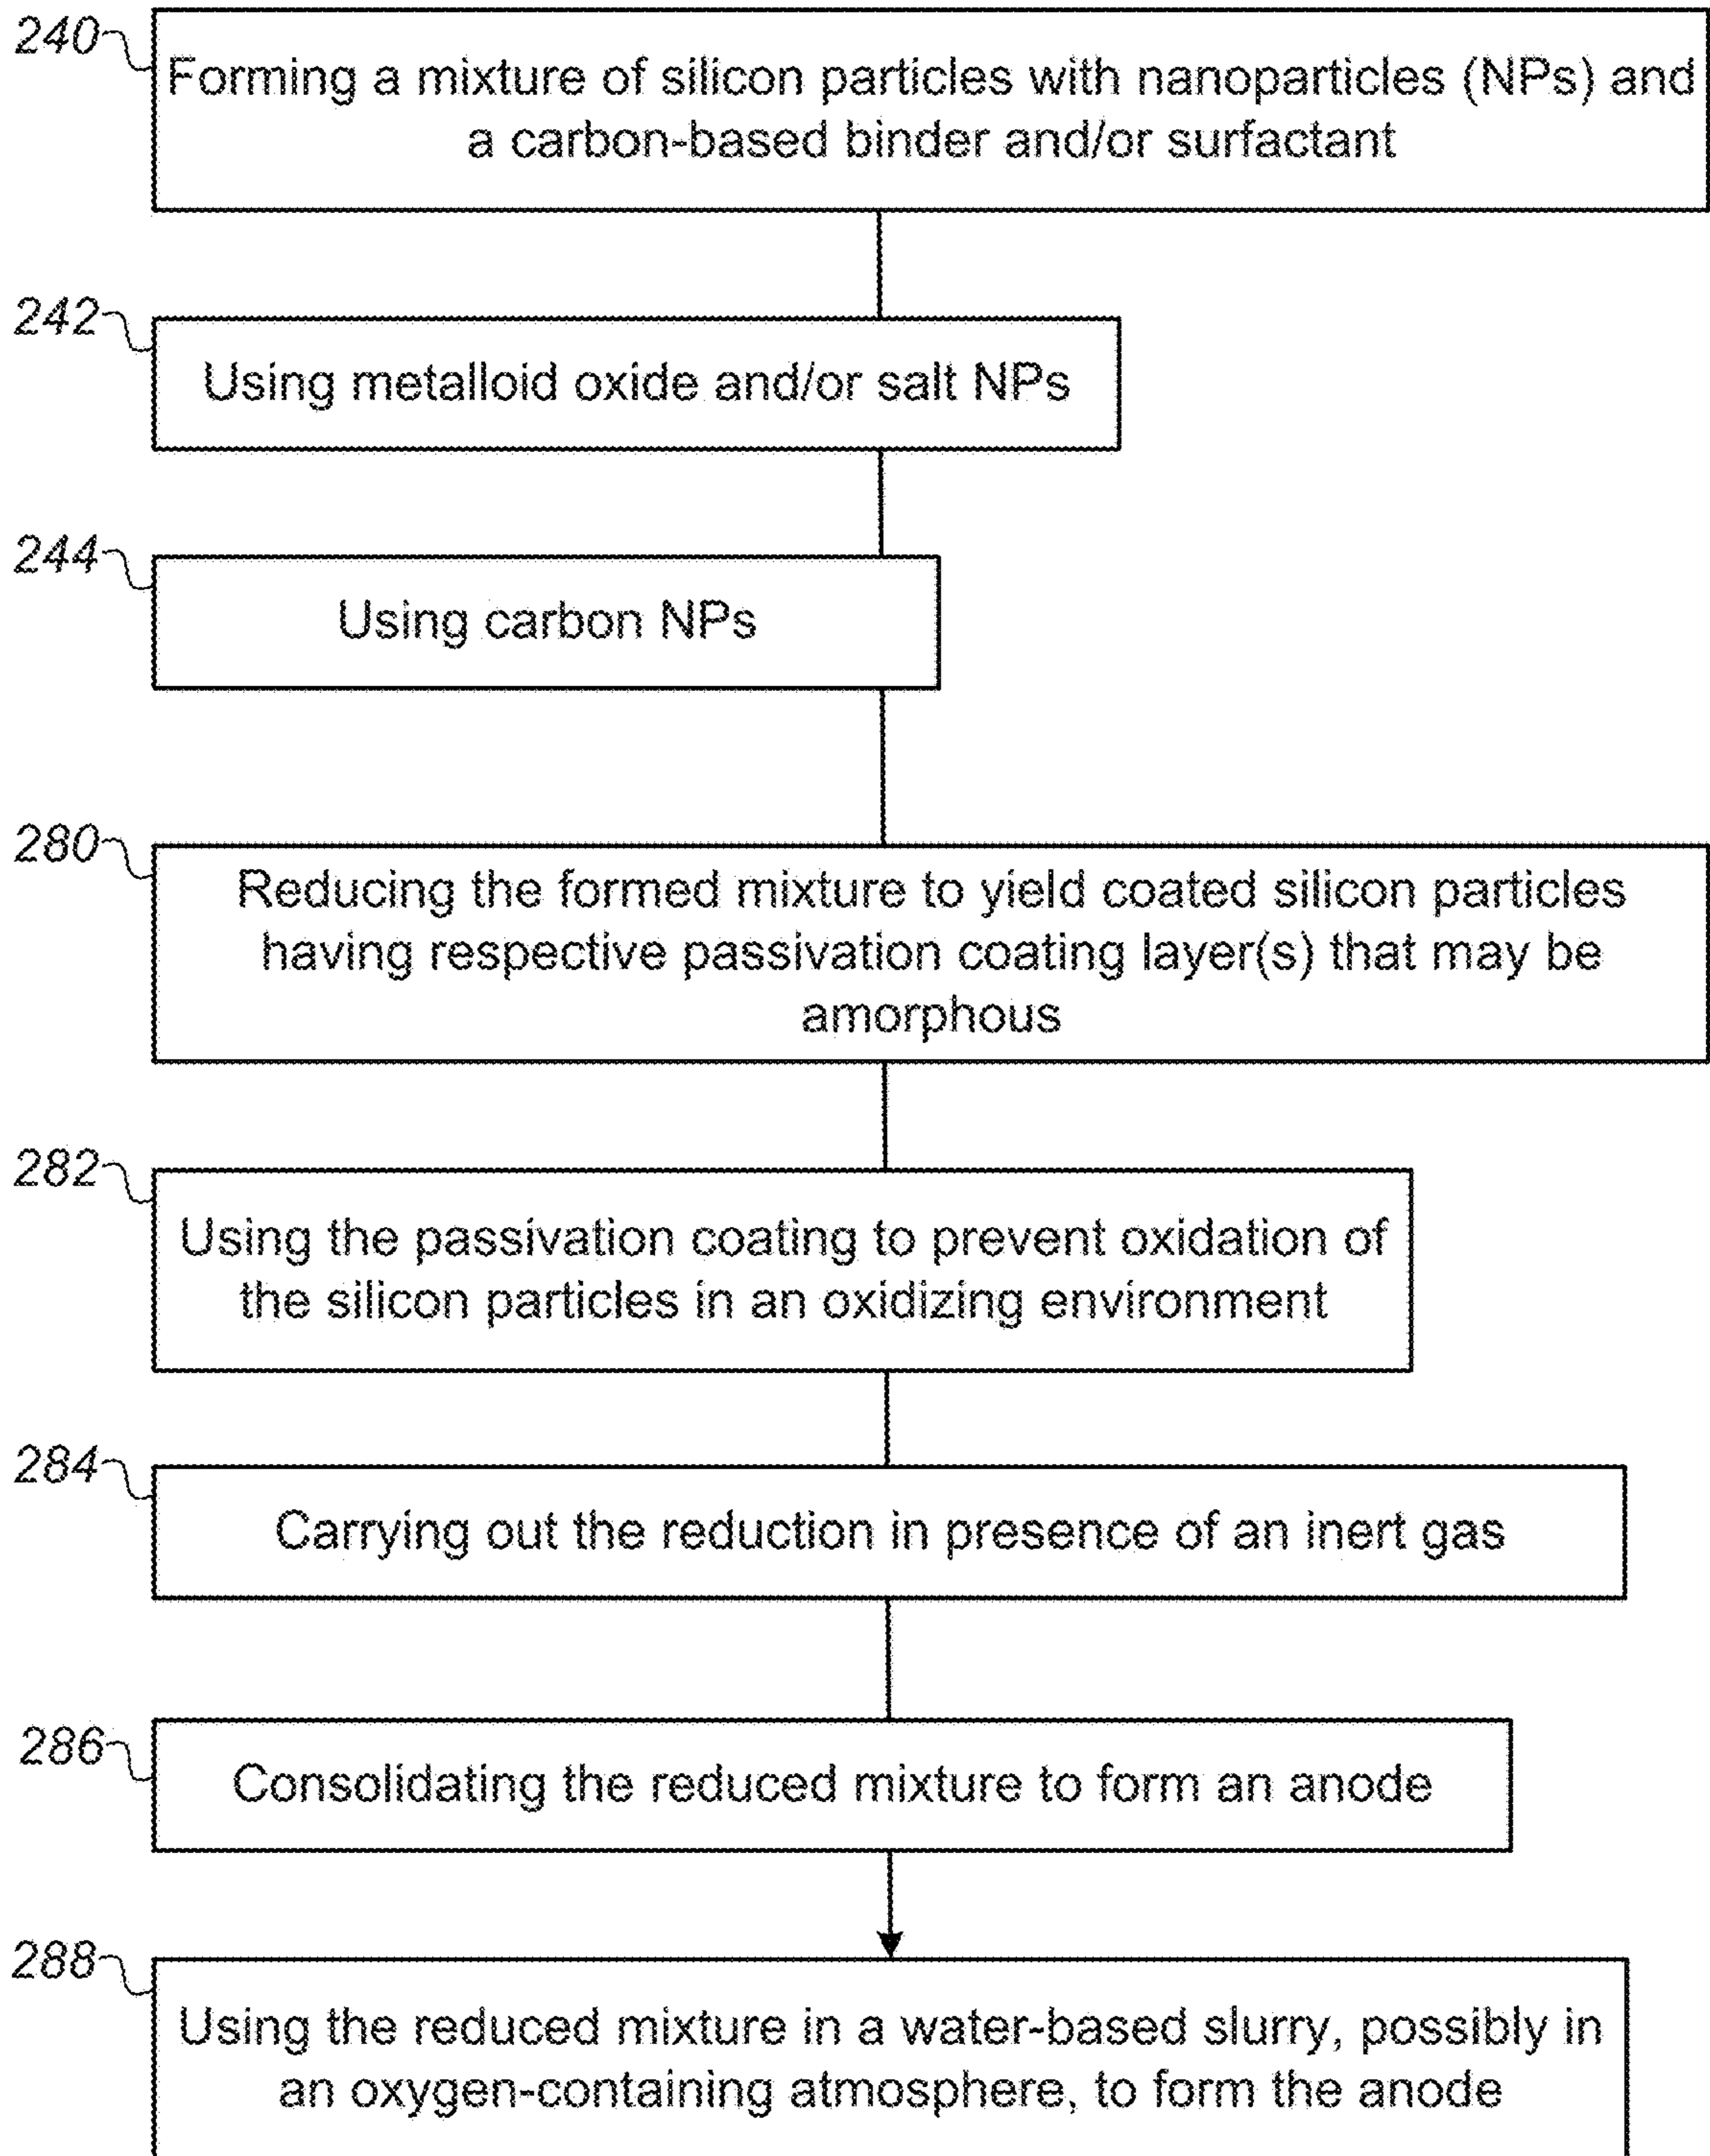 240
Forming a mixture of silicon particles with nanoparticles (NPs) and
a carbon-based binder and/or surfactant
242
Using metalloid oxide and/or salt NPs
244
Using carbon NPs
280
Reducing the formed mixture to yield coated silicon particles
having respective passivation coating layer(s) that may be
amorphous
282
Using the passivation coating to prevent oxidation of
the silicon particles in an oxidizing environment
284
Carrying out the reduction in presence of an inert gas
286
Consolidating the reduced mixture to form an anode
288
Using the reduced mixture in a water-based slurry, possibly in
an oxygen-containing atmosphere, to form the anode